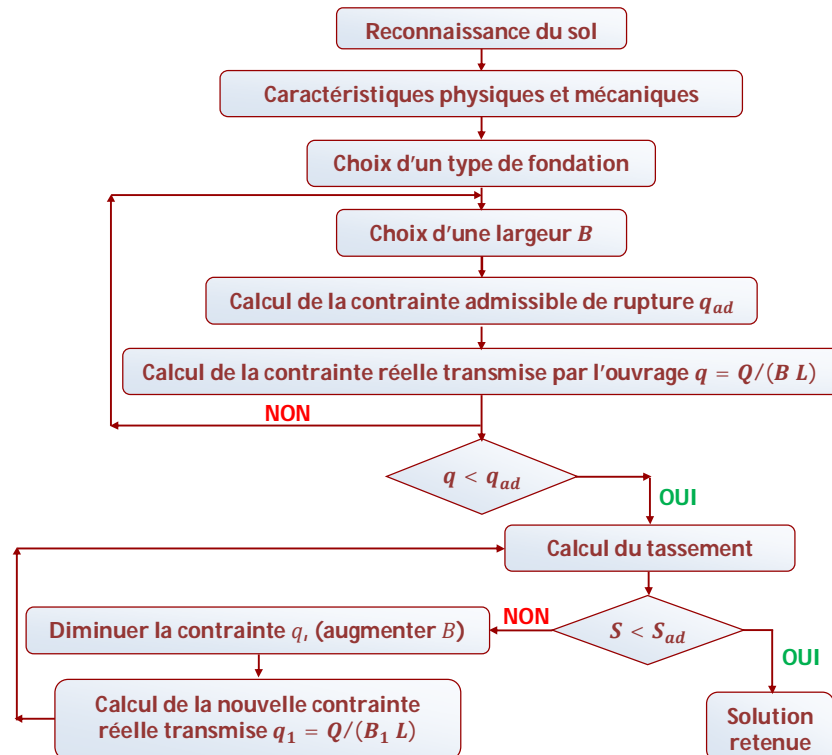 Reconnaissance du sol
Caractéristiques physiques et mécaniques
Choix d'un type de fondation
Choix d'une largeur B
Calcul de la contrainte admissible de rupture q_ad
Calcul de la contrainte réelle transmise par l'ouvrage q = Q/(B L)
NON
q < q_ad
OUI
Calcul du tassement
NON
Diminuer la contrainte q, (augmenter B)
S < S_ad
OUI
Calcul de la nouvelle contrainte
réelle transmise q_1 = Q/(B_1 L)
Solution
retenue